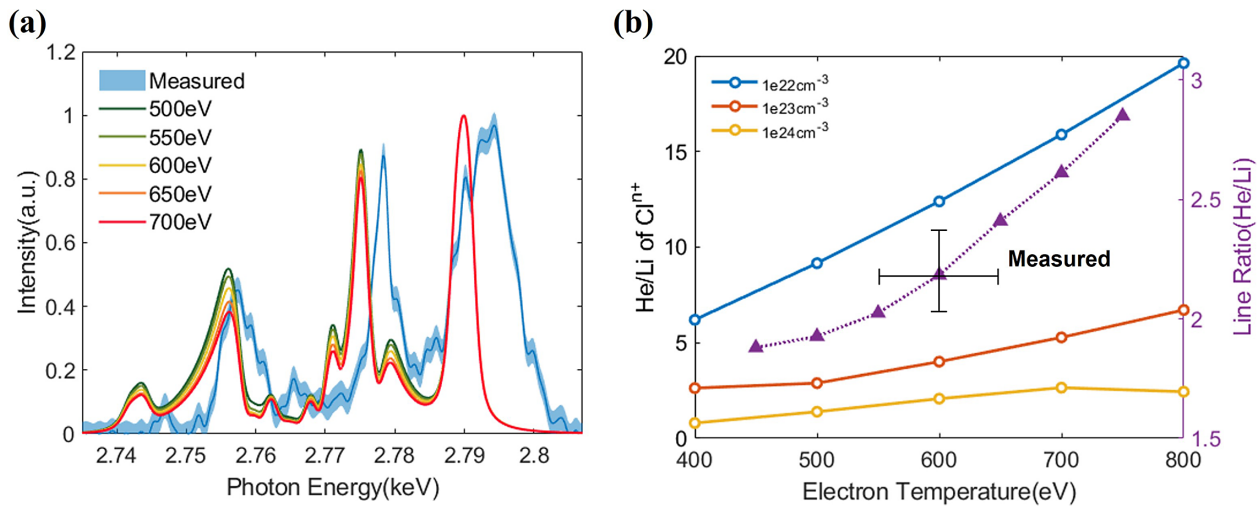 (a)
1.2
1
0.8
0.6
0.4
0.2
0
Intensity(a.u.)
Measured
500eV
550eV
600eV
650eV
700eV
2.74 2.75 2.76 2.77 2.78 2.79 2.8
Photon Energy(keV)
(b)
20
15
10
5
0
He/Li of Clⁿ⁺
1e22cm⁻³
1e23cm⁻³
1e24cm⁻³
Measured
3
2.5
2
1.5
Line Ratio(He/Li)
400 500 600 700 800
Electron Temperature(eV)